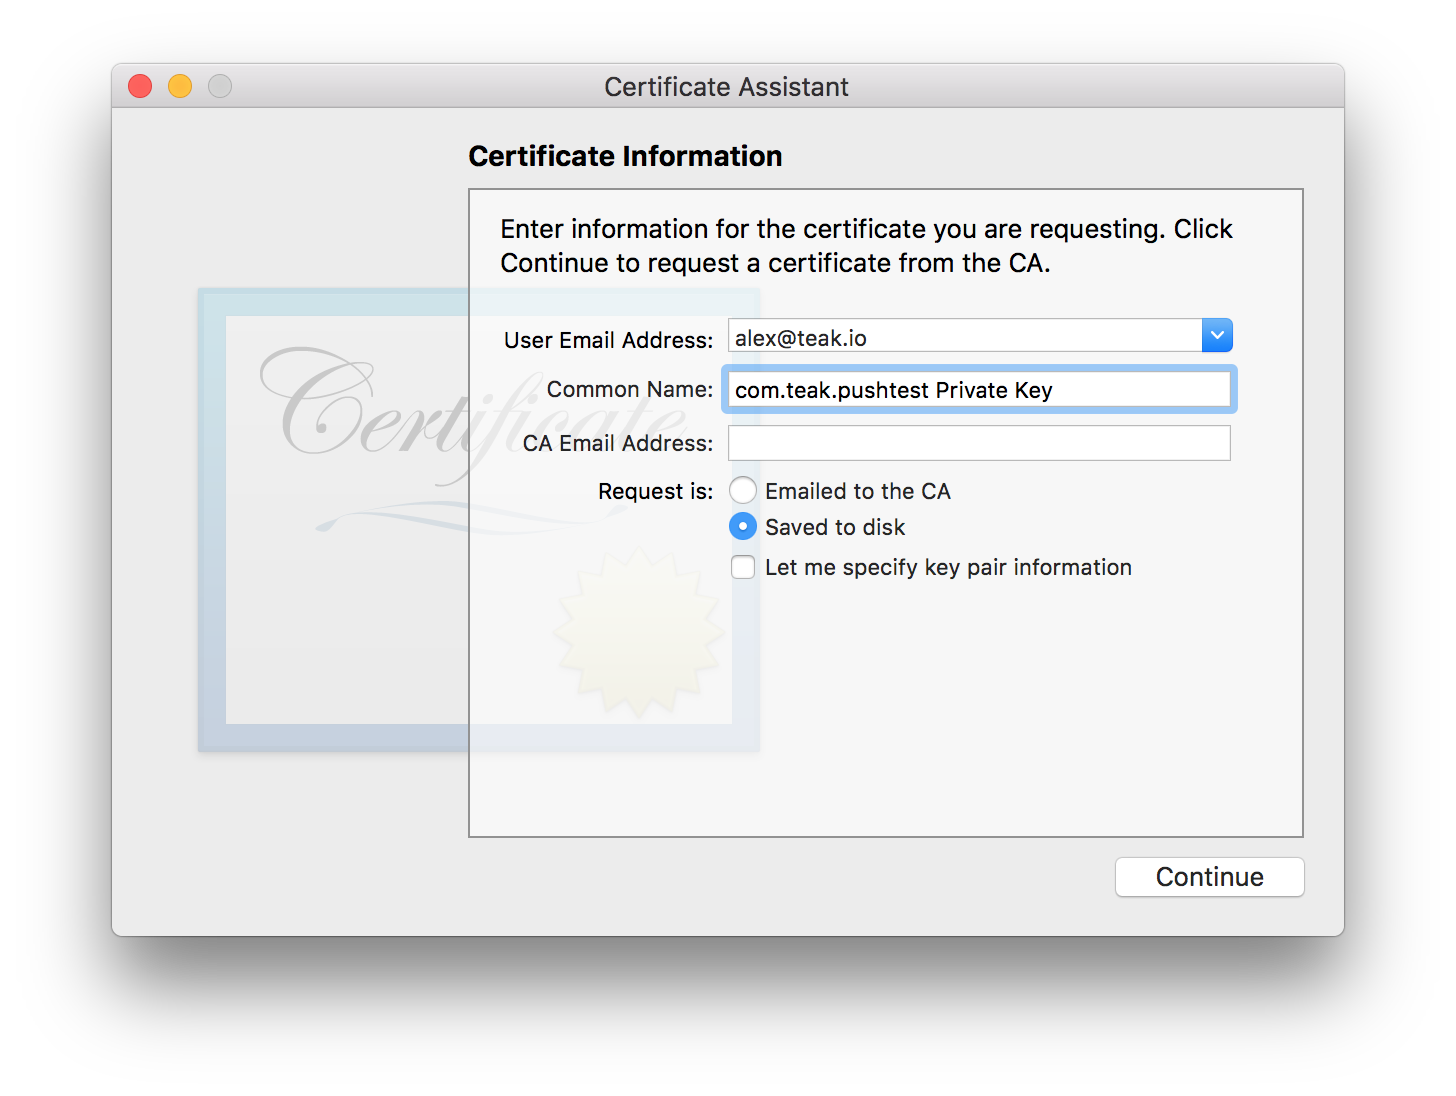 Certificate Assistant
Certificate Information
Enter information for the certificate you are requesting. Click
Continue to request a certificate from the CA.
Certificate
User Email Address: alex@teak.io
Common Name: com.teak.pushtest Private Key
CA Email Address:
Request is: Emailed to the CA
Saved to disk
Let me specify key pair information
Continue